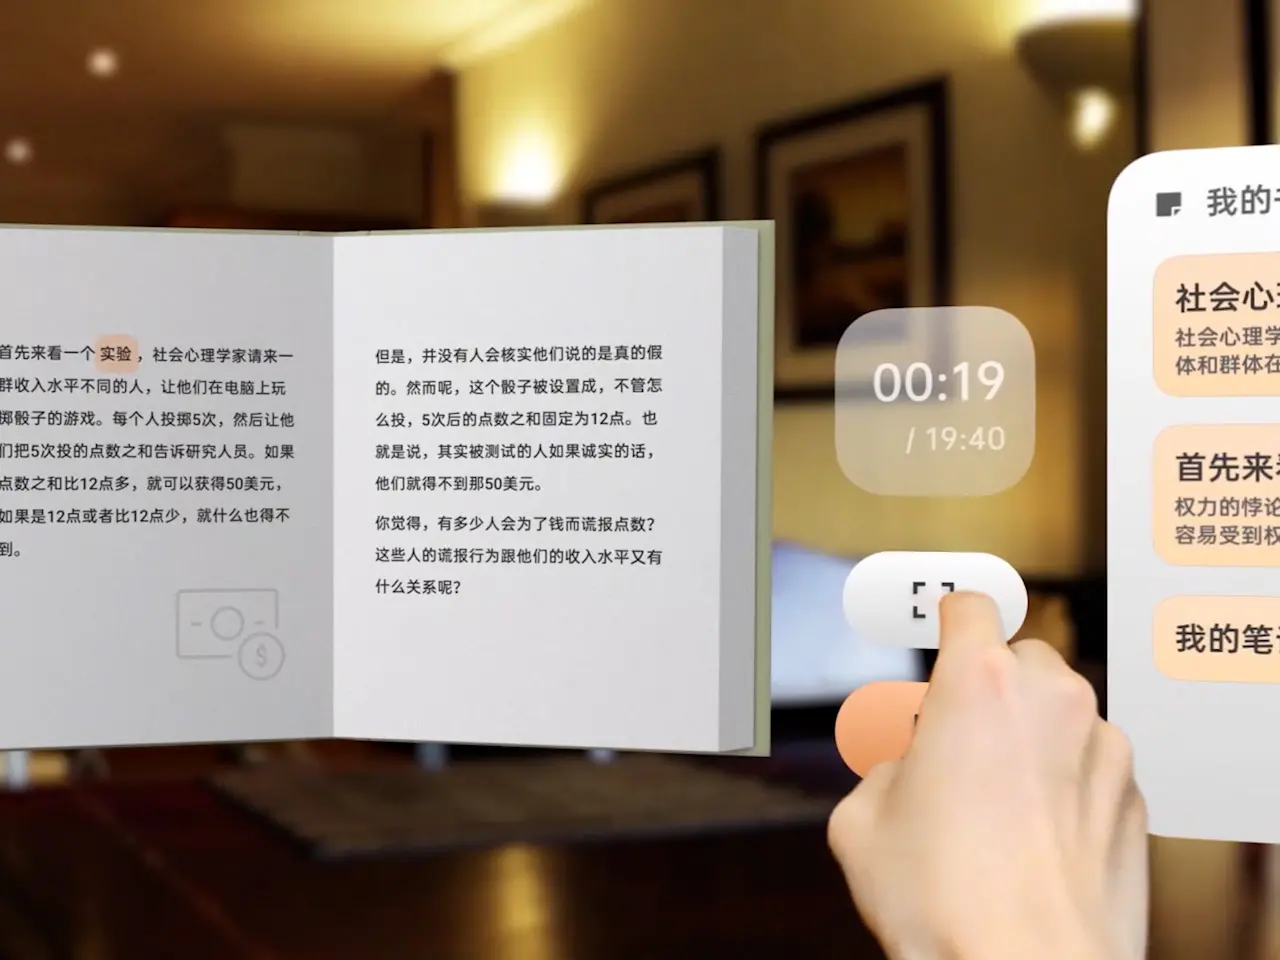 首先来看一个 实验 ，社会心理学家请来一
群收入水平不同的人，让他们在电脑上玩
掷骰子的游戏。每个人投掷5次，然后让他
们把5次投的点数之和告诉研究人员。如果
点数之和比12点多，就可以获得50美元，
如果是12点或者比12点少，就什么也得不
到。
$
但是，并没有人会核实他们说的是真的假
的。然而呢，这个骰子被设置成，不管怎
么投，5次后的点数之和固定为12点。也
就是说，其实被测试的人如果诚实的话，
他们就得不到那50美元。
你觉得，有多少人会为了钱而谎报点数？
这些人的谎报行为跟他们的收入水平又有
什么关系呢？
00:19
/ 19:40
我的
社会心
社会心理学
体和群体在
首先来
权力的悖论
容易受到权
我的笔